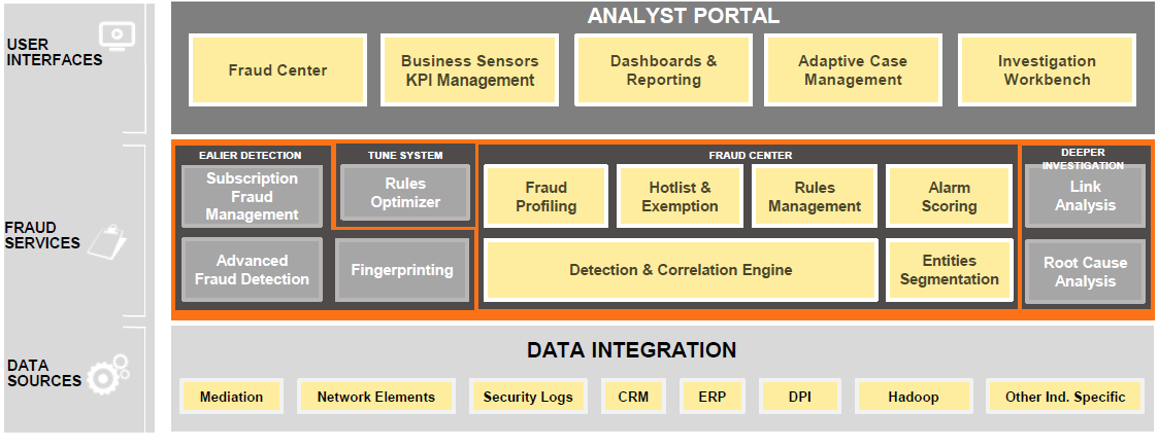 USER
INTERFACES
ANALYST PORTAL
Fraud Center
Business Sensors
KPI Management
Dashboards &
Reporting
Adaptive Case
Management
Investigation
Workbench
FRAUD
SERVICES
EALIER DETECTION
Subscription
Fraud
Management
Advanced
Fraud Detection
TUNE SYSTEM
Rules
Optimizer
Fingerprinting
FRAUD CENTER
Fraud
Profiling
Hotlist &
Exemption
Rules
Management
Alarm
Scoring
Detection & Correlation Engine
Entities
Segmentation
DEEPER
INVESTIGATION
Link
Analysis
Root Cause
Analysis
DATA
SOURCES
DATA INTEGRATION
Mediation
Network Elements
Security Logs
CRM
ERP
DPI
Hadoop
Other Ind. Specific